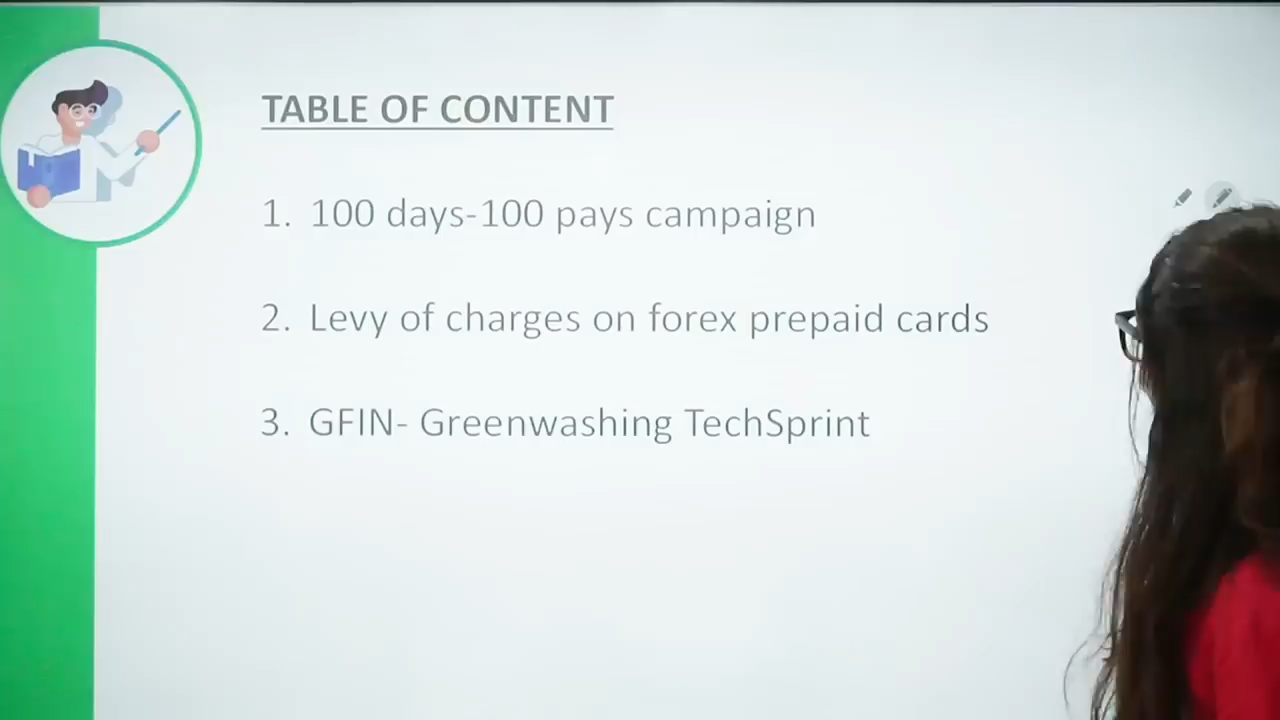 TABLE OF CONTENT
1. 100 days-100 pays campaign
2. Levy of charges on forex prepaid cards
3. GFIN- Greenwashing TechSprint